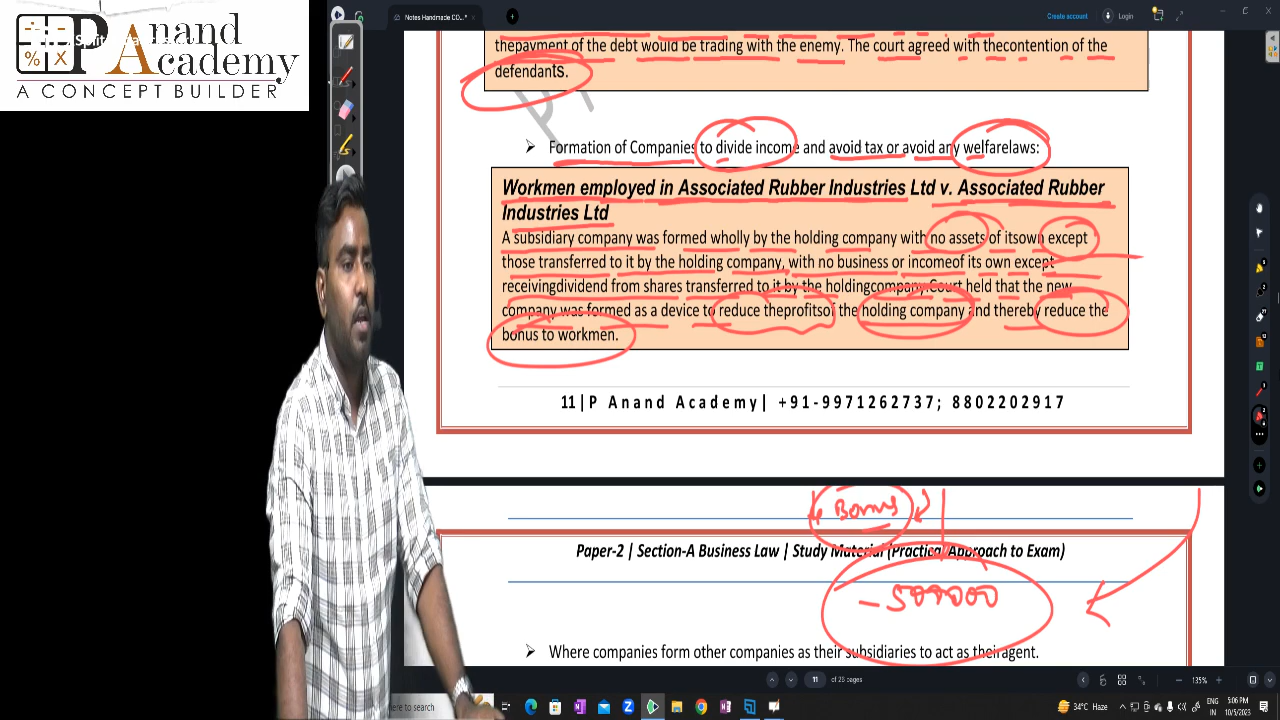 P Anand
Academy
A CONCEPT BUILDER
Notes Handmade CO...*
Create account
Login
thepayment of the debt would be trading with the enemy. The court agreed with thecontention of the
defendants.
➢ Formation of Companies to divide income and avoid tax or avoid any welfarelaws:
Workmen employed in Associated Rubber Industries Ltd v. Associated Rubber
Industries Ltd
A subsidiary company was formed wholly by the holding company with no assets of itsown except
those transferred to it by the holding company, with no business or incomeof its own except
receivingdividend from shares transferred to it by the holdingcompany.Court held that the new
company was formed as a device to reduce theprofitsof the holding company and thereby reduce the
bonus to workmen.
11|P Anand Academy| +91-9971262737; 8802202917
Bonus
Paper-2 | Section-A Business Law | Study Material (Practical Approach to Exam)
➢ Where companies form other companies as their subsidiaries to act as theiragent.
11 of 26 pages
135%
here to search
34°C Haze
ENG
IN
5:06 PM
10/5/2023